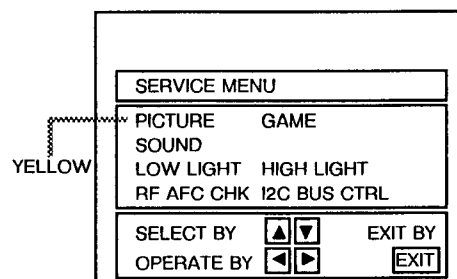 SERVICE MENU
PICTURE GAME
SOUND
YELLOW
LOW LIGHT HIGH LIGHT
RF AFC CHK I2C BUS CTRL
SELECT BY ▲ ▼ EXIT BY
OPERATE BY ◄ ► EXIT